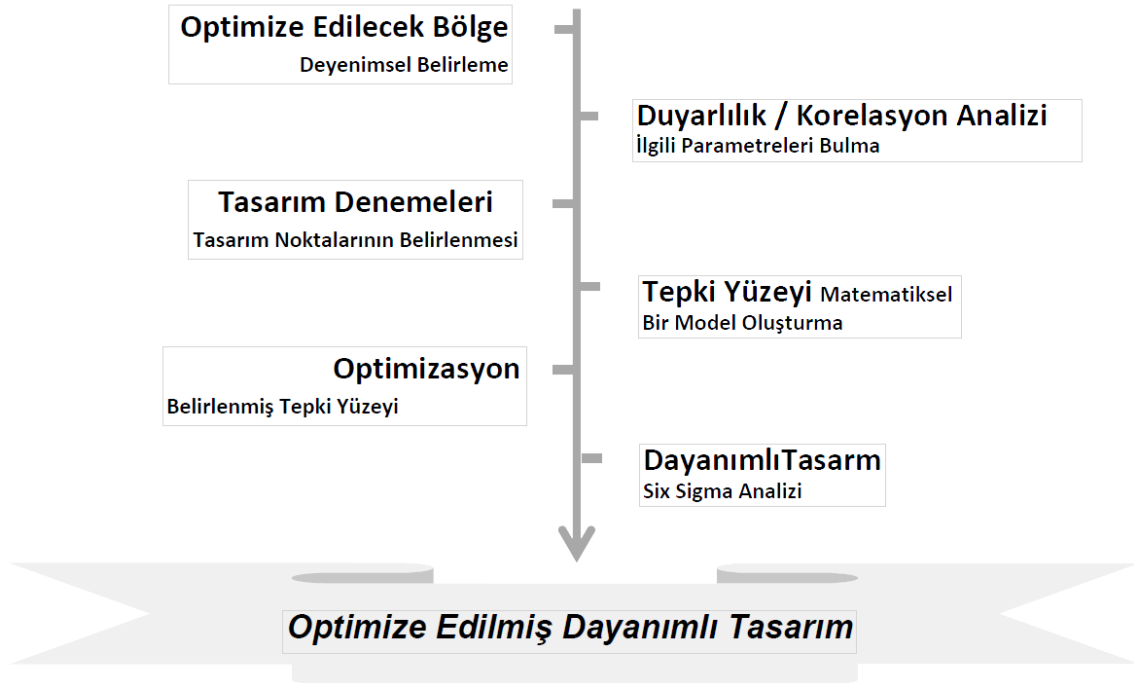 Optimize Edilecek Bölge
Deyenimsel Belirleme
Duyarlılık / Korelasyon Analizi
İlgili Parametreleri Bulma
Tasarım Denemeleri
Tasarım Noktalarının Belirlenmesi
Tepki Yüzeyi Matematiksel
Bir Model Oluşturma
Optimizasyon
Belirlenmiş Tepki Yüzeyi
DayanımlıTasarm
Six Sigma Analizi
Optimize Edilmiş Dayanımlı Tasarım